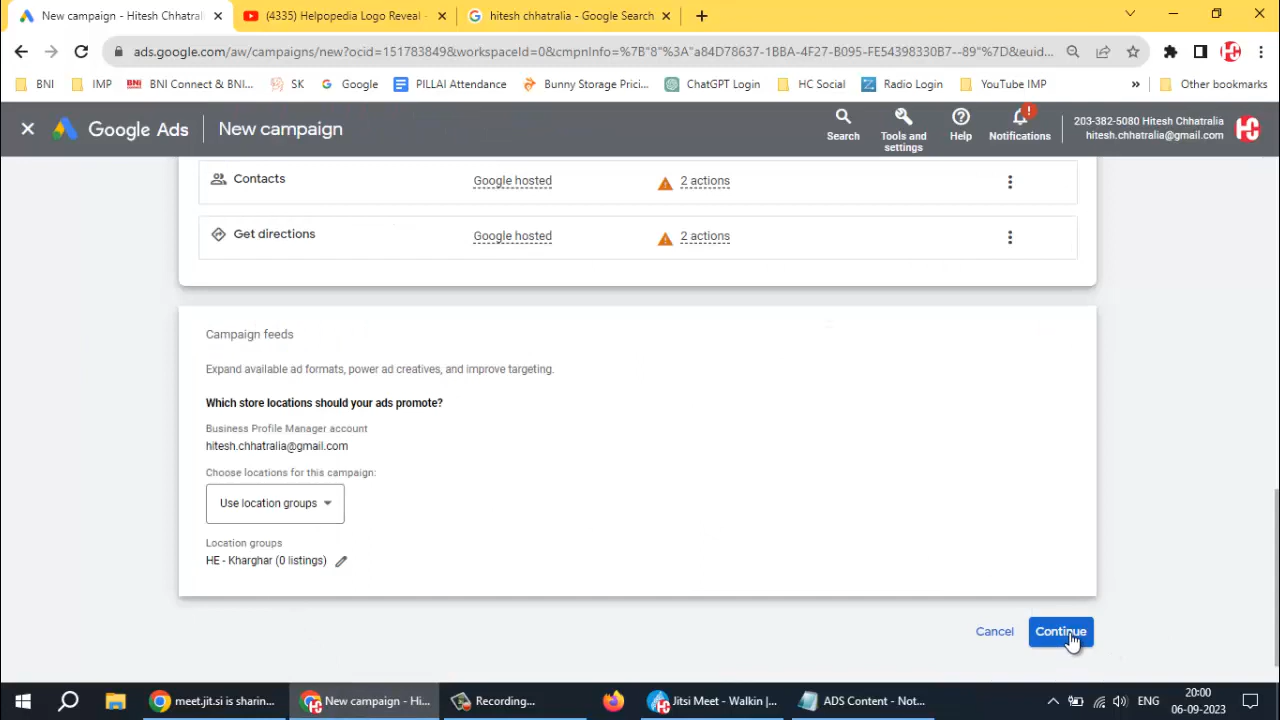 New campaign - Hitesh Chhatrali
(4335) Helpopedia Logo Reveal -
hitesh chhatralia - Google Search
ads.google.com/aw/campaigns/new?ocid=151783849&workspaceId=0&cmpnInfo=%7B"8"%3A"a84D78637-1BBA-4F27-B095-FE5439833​0B7--89"%7D&euid...
BNI
IMP
BNI Connect & BNI...
SK
Google
PILLAI Attendance
Bunny Storage Prici...
ChatGPT Login
HC Social
Radio Login
YouTube IMP
»
Other bookmarks
Google Ads
New campaign
Search
Tools and
settings
Help
Notifications
203-382-5080 Hitesh Chhatralia
hitesh.chhatralia@gmail.com
Contacts
Google hosted
2 actions
Get directions
Google hosted
2 actions
Campaign feeds
Expand available ad formats, power ad creatives, and improve targeting.
Which store locations should your ads promote?
Business Profile Manager account
hitesh.chhatralia@gmail.com
Choose locations for this campaign:
Use location groups
Location groups
HE - Kharghar (0 listings)
Cancel
Continue
meet.jit.si is sharin...
New campaign - Hi...
Recording...
Jitsi Meet - Walkin |...
ADS Content - Not...
ENG
20:00
06-09-2023